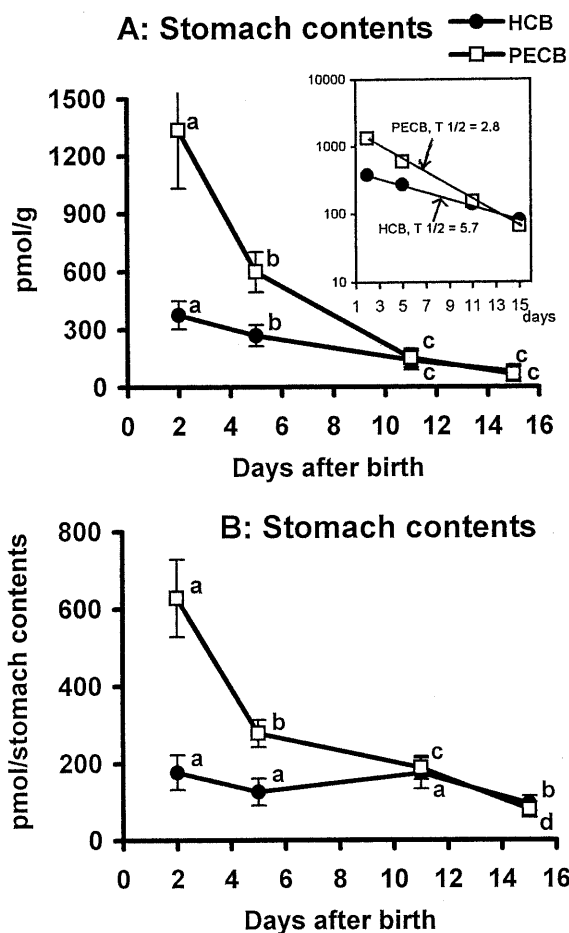 A: Stomach contents
HCB
PECB
pmol/g
1500
1200
900
600
300
0
a
b
a
b
c
c
c
c
10000
1000
100
10
PECB, T 1/2 = 2.8
HCB, T 1/2 = 5.7
1 3 5 7 9 11 13 15
days
0 2 4 6 8 10 12 14 16
Days after birth
B: Stomach contents
pmol/stomach contents
800
600
400
200
0
a
b
c
a
a
a
b
d
0 2 4 6 8 10 12 14 16
Days after birth